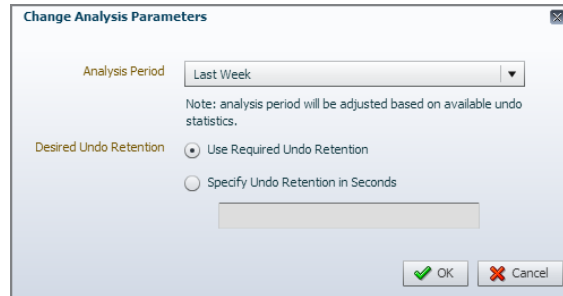 Change Analysis Parameters
Analysis Period
Last Week
Note: analysis period will be adjusted based on available undo
statistics.
Desired Undo Retention
Use Required Undo Retention
Specify Undo Retention in Seconds
OK
Cancel